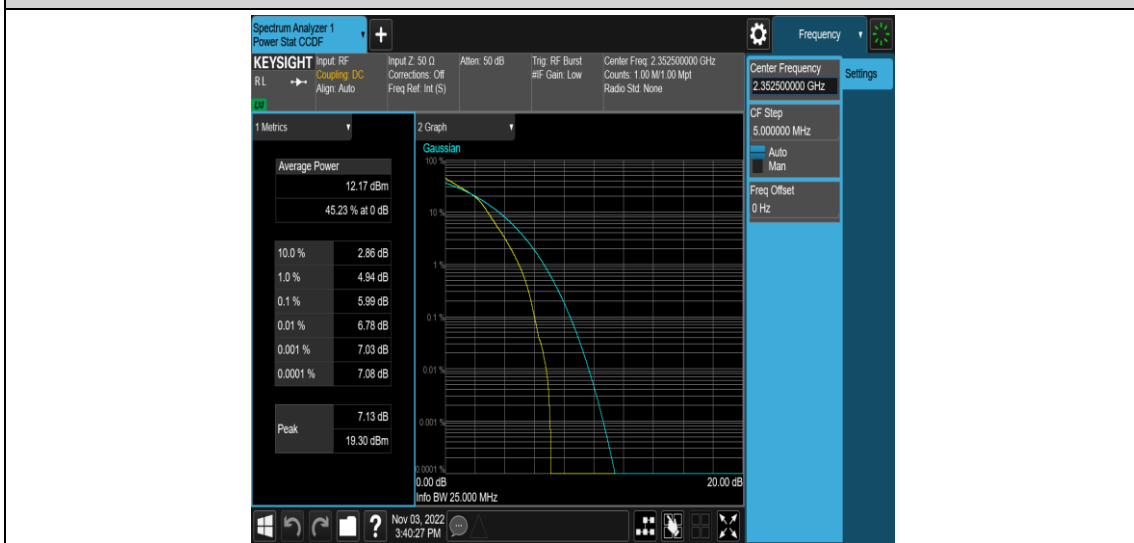 Spectrum Analyzer 1
Power Stat CCDF
+
Frequency
KEYSIGHT
RL
LXI
Input: RF
Coupling: DC
Align: Auto
Input Z: 50 Ω
Corrections: Off
Freq Ref: Int (S)
Atten: 50 dB
Trig: RF Burst
#IF Gain: Low
Center Freq: 2.352500000 GHz
Counts: 1.00 M/1.00 Mpt
Radio Std: None
Center Frequency
2.352500000 GHz
Settings
CF Step
5.000000 MHz
Auto
Man
Freq Offset
0 Hz
1 Metrics
Average Power
12.17 dBm
45.23 % at 0 dB
10.0 % 2.86 dB
1.0 % 4.94 dB
0.1 % 5.99 dB
0.01 % 6.78 dB
0.001 % 7.03 dB
0.0001 % 7.08 dB
Peak
7.13 dB
19.30 dBm
2 Graph
Gaussian
100 %
10 %
1 %
0.1 %
0.01 %
0.001 %
0.0001 %
0.00 dB 20.00 dB
Info BW 25.000 MHz
?
Nov 03, 2022
3:40:27 PM